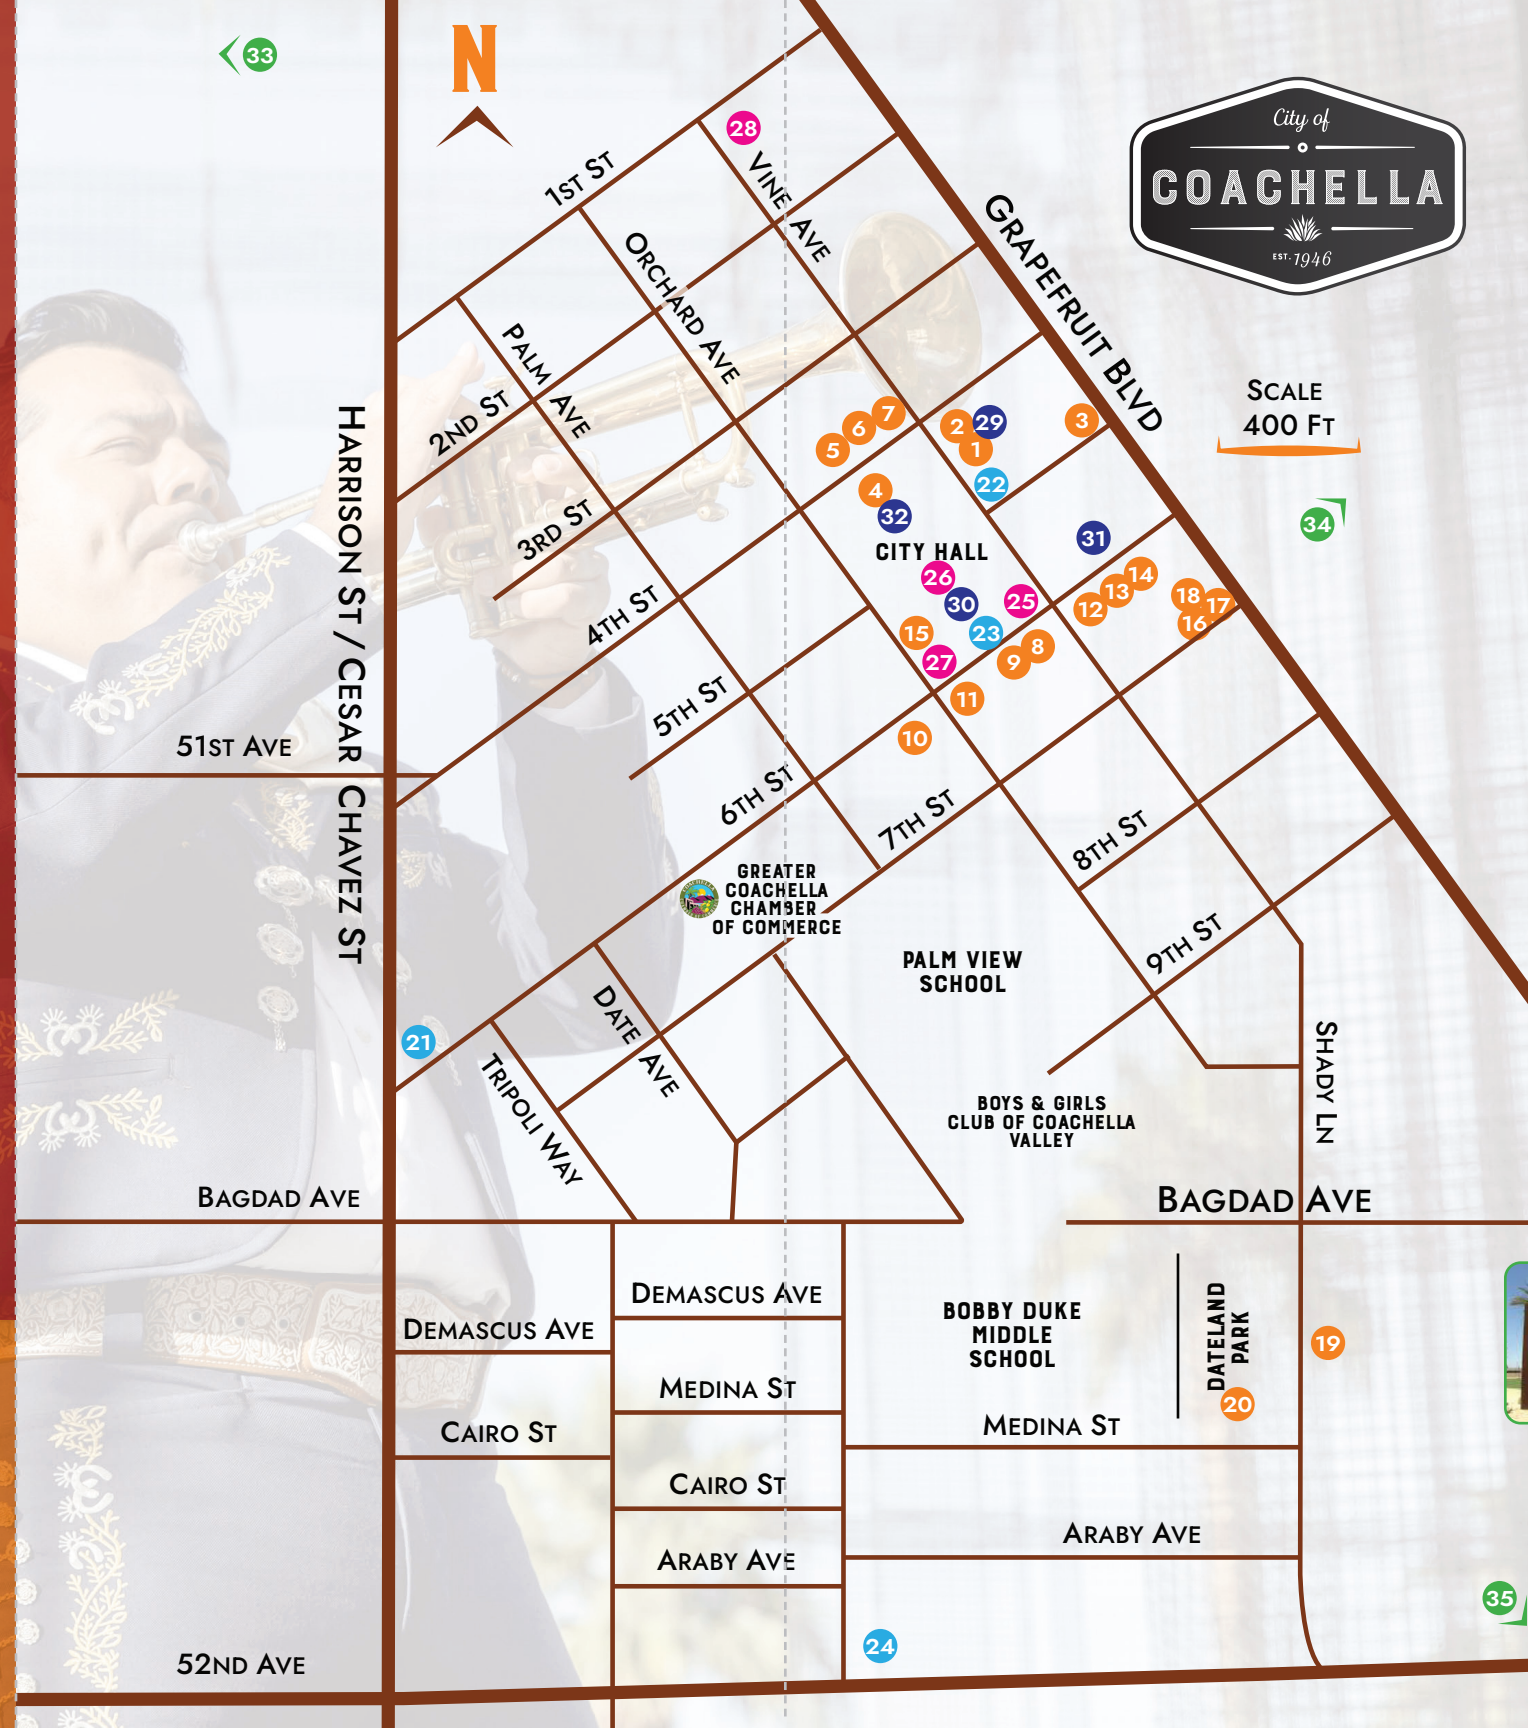 33
N
28
1ST ST
VINE AVE
City of
COACHELLA
EST. 1946
ORCHARD AVE
GRAPEFRUIT BLVD
PALM AVE
2ND ST
SCALE
400 FT
HARRISON ST / CESAR CHAVEZ ST
7
6
5
2
29
1
3
4
22
32
3RD ST
34
31
CITY HALL
26
30
25
14
13
12
18
17
16
4TH ST
15
23
27
8
9
5TH ST
11
10
51ST AVE
6TH ST
7TH ST
8TH ST
GREATER
COACHELLA
CHAMBER
OF COMMERCE
9TH ST
PALM VIEW
SCHOOL
21
DATE AVE
TRIPOLI WAY
SHADY LN
BOYS & GIRLS
CLUB OF COACHELLA
VALLEY
BAGDAD AVE
BAGDAD AVE
DEMASCUS AVE
DEMASCUS AVE
BOBBY DUKE
MIDDLE
SCHOOL
DATELAND
PARK
19
20
MEDINA ST
MEDINA ST
CAIRO ST
CAIRO ST
ARABY AVE
ARABY AVE
35
24
52ND AVE